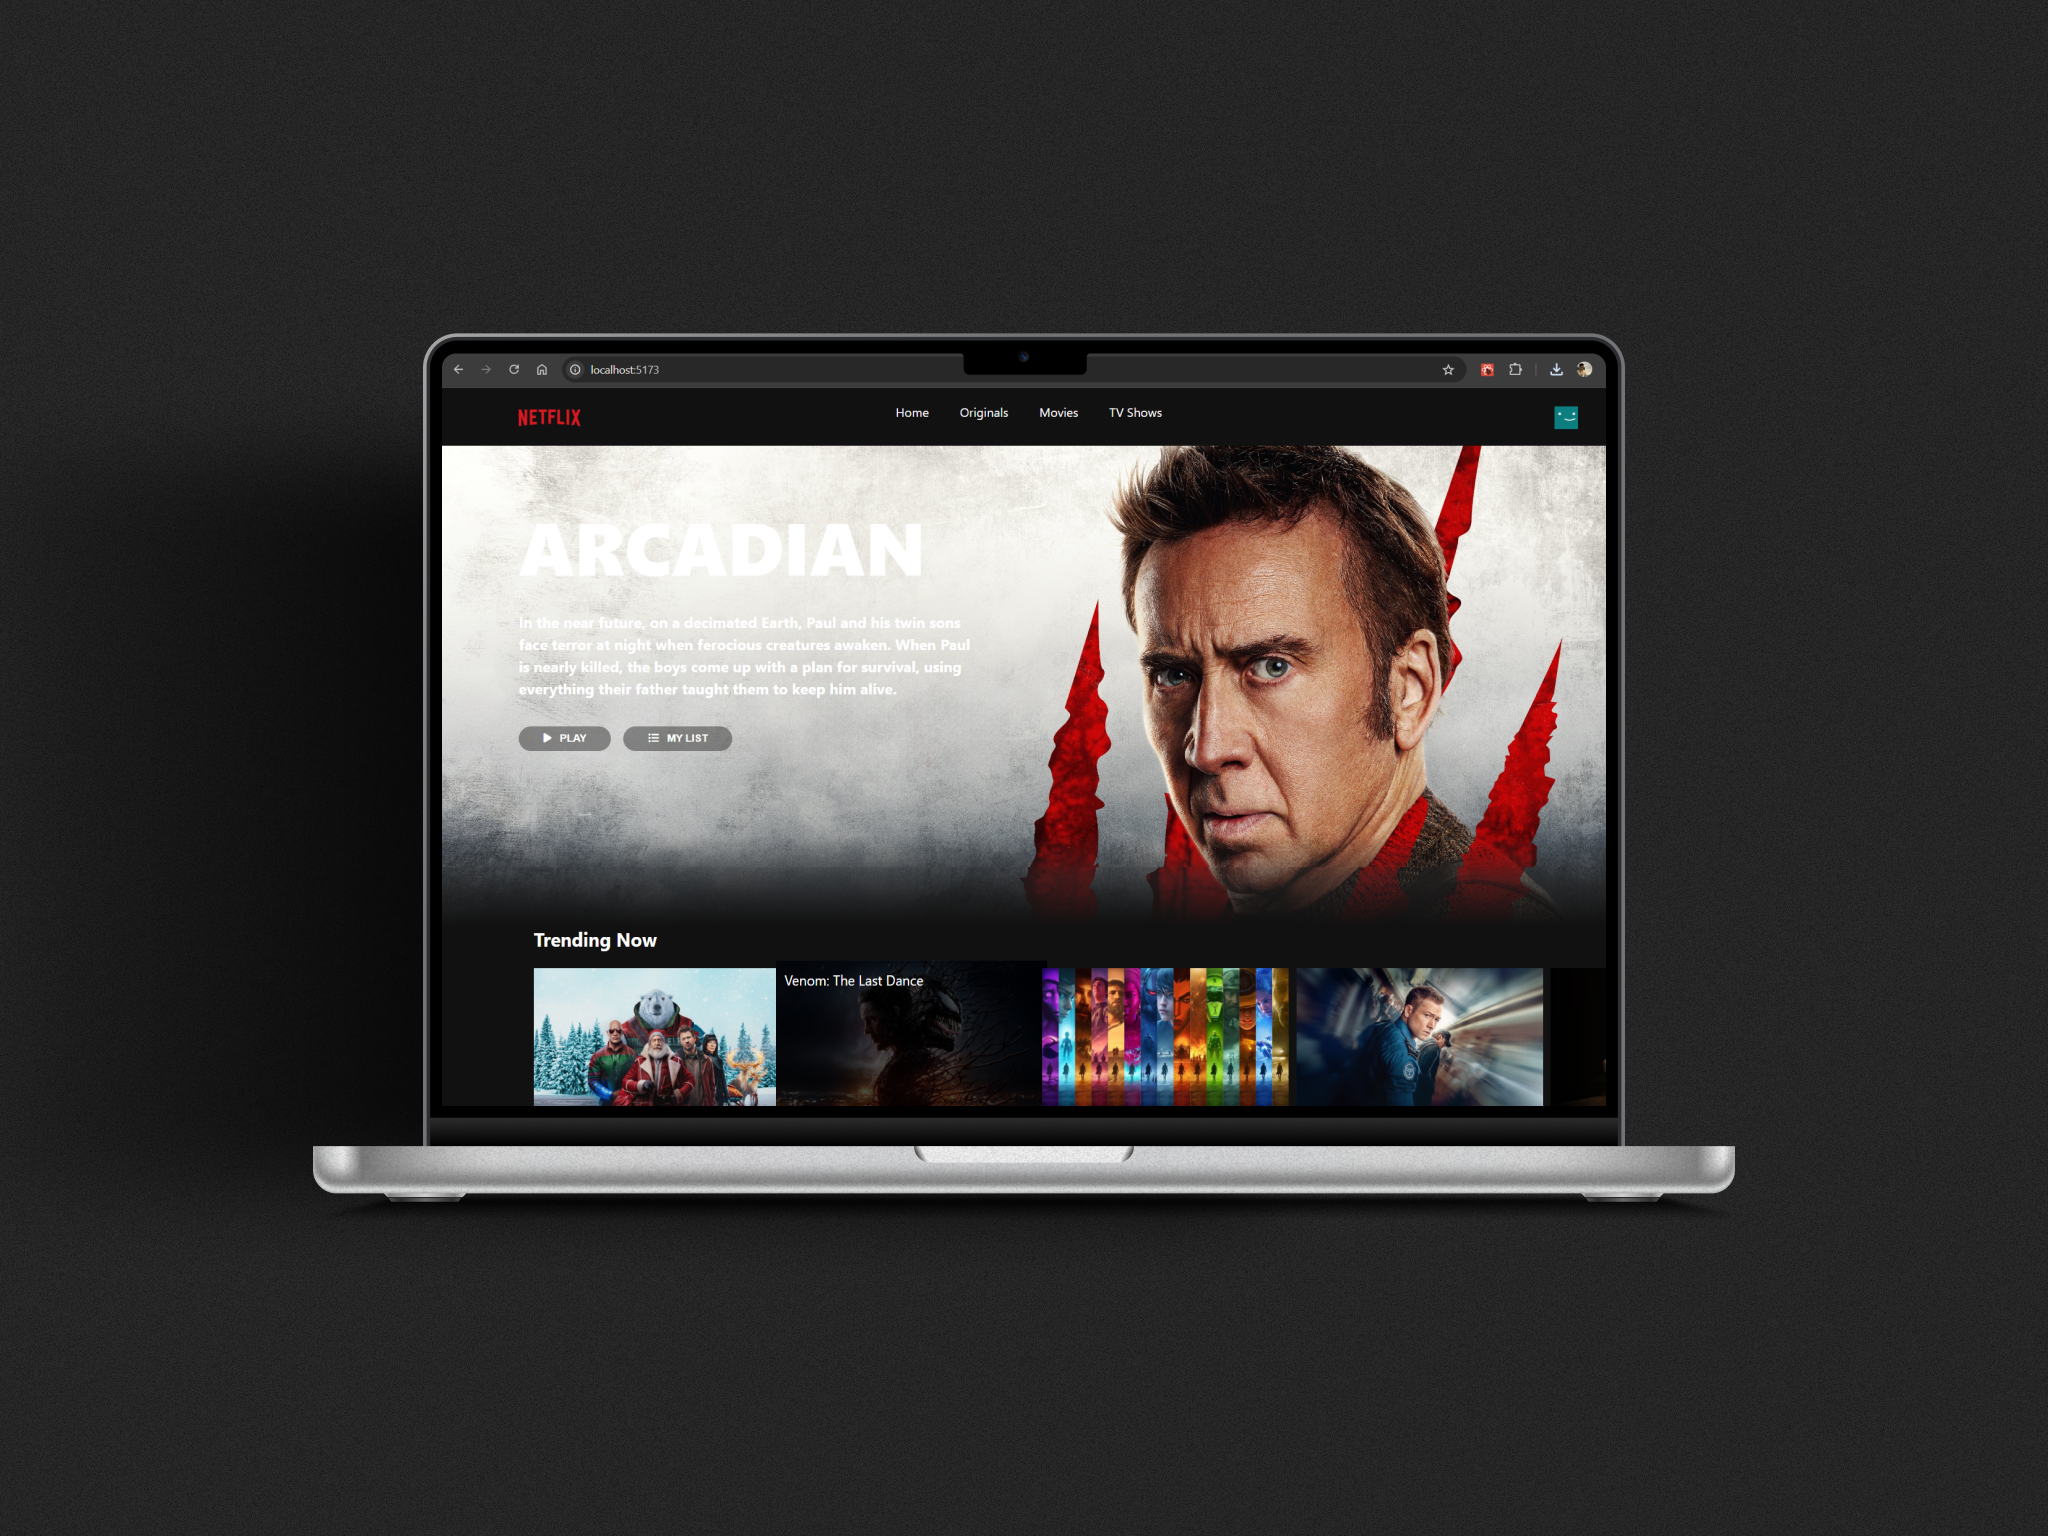 localhost:5173
NETFLIX
Home Originals Movies TV Shows
ARCADIAN
In the near future, on a decimated Earth, Paul and his twin sons
face terror at night when ferocious creatures awaken. When Paul
is nearly killed, the boys come up with a plan for survival, using
everything their father taught them to keep him alive.
PLAY MY LIST
Trending Now
Venom: The Last Dance